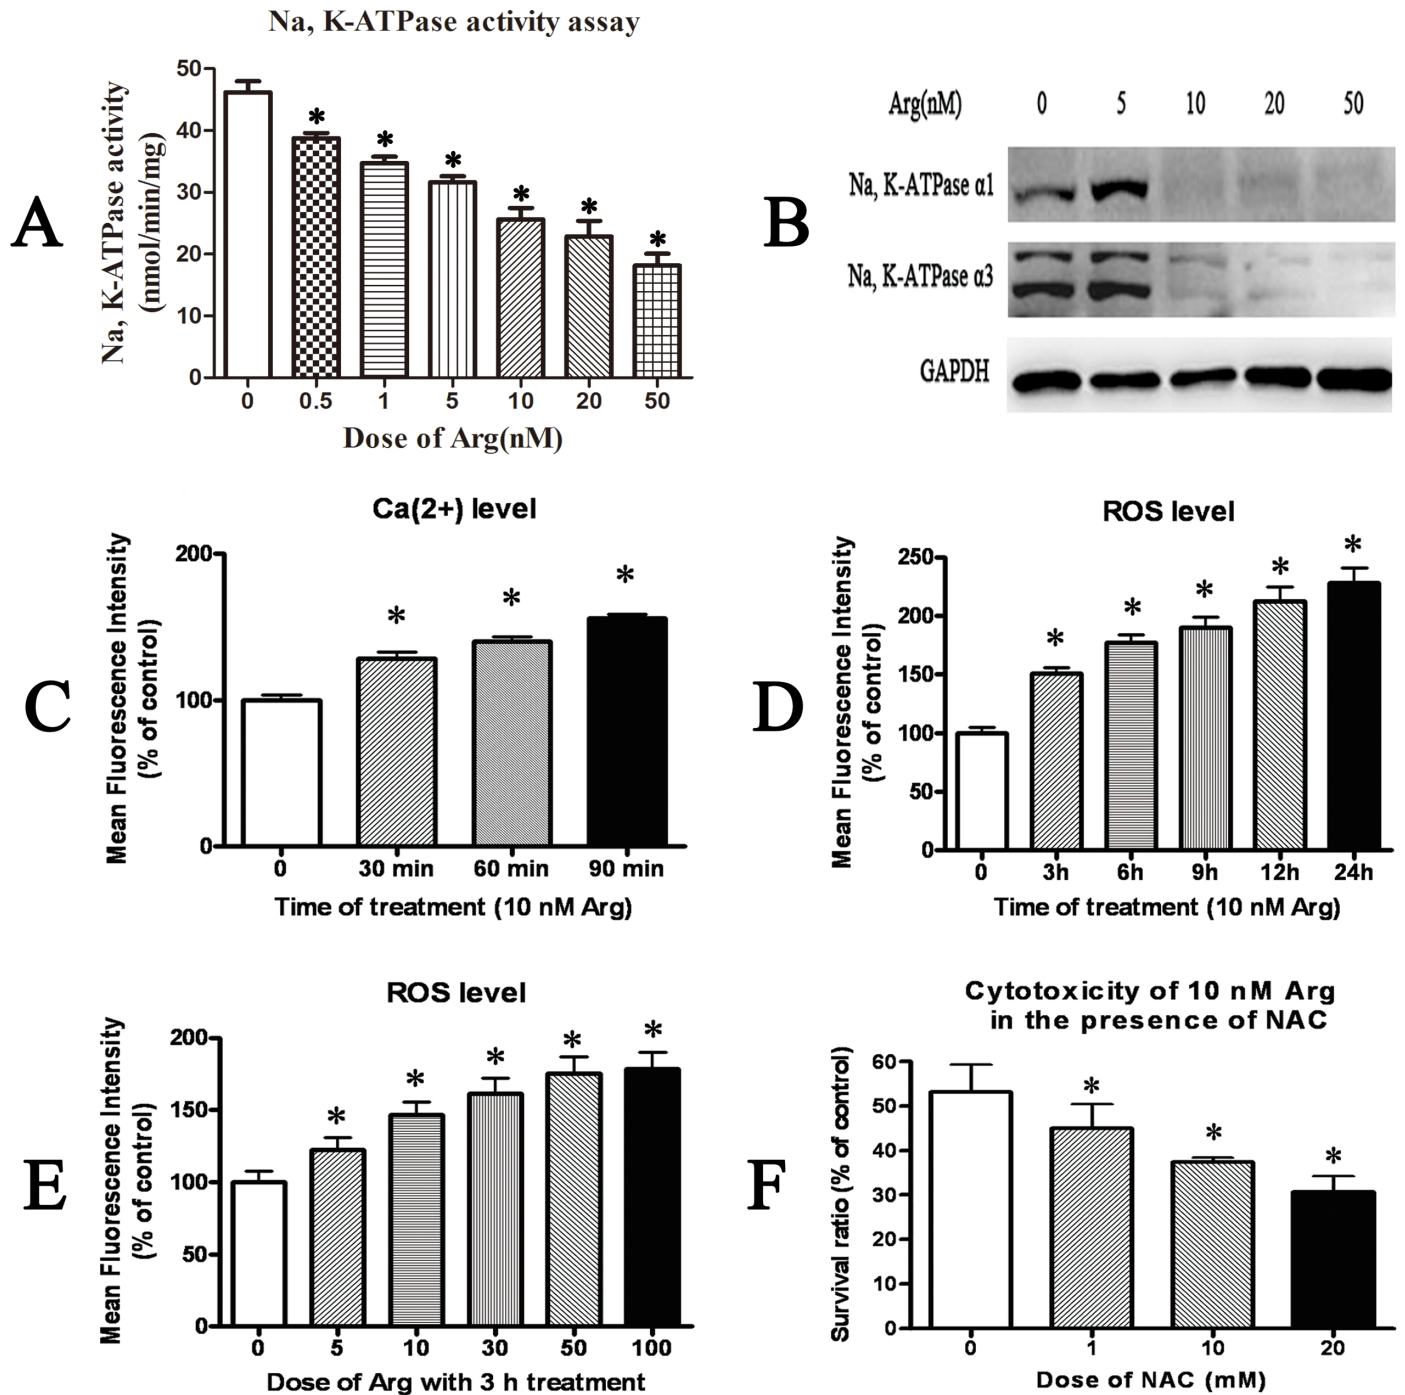 A
Na, K-ATPase activity assay
Na, K-ATPase activity
(nmol/min/mg)
50
40
30
20
10
0
* * * * * *
0 0.5 1 5 10 20 50
Dose of Arg(nM)
B
Arg(nM) 0 5 10 20 50
Na, K-ATPase α1
Na, K-ATPase α3
GAPDH
C
Ca(2+) level
Mean Fluorescence Intensity
(% of control)
200
100
0
* * *
0 30 min 60 min 90 min
Time of treatment (10 nM Arg)
D
ROS level
Mean Fluorescence Intensity
(% of control)
250
200
150
100
50
0
* * * * *
0 3h 6h 9h 12h 24h
Time of treatment (10 nM Arg)
E
ROS level
Mean Fluorescence Intensity
(% of control)
200
150
100
50
0
* * * * *
0 5 10 30 50 100
Dose of Arg with 3 h treatment
F
Cytotoxicity of 10 nM Arg
in the presence of NAC
Survival ratio (% of control)
60
50
40
30
20
10
0
* * *
0 1 10 20
Dose of NAC (mM)